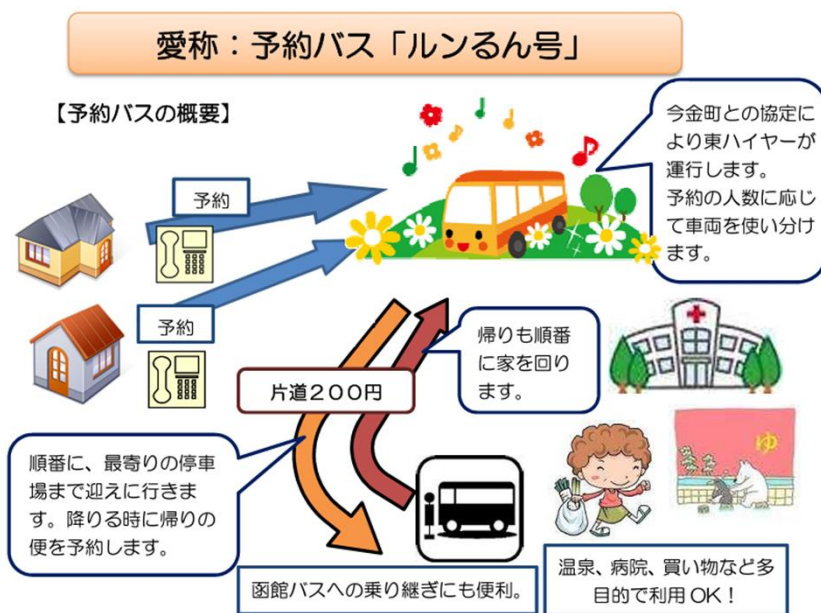 愛称：予約バス「ルンるん号」
【予約バスの概要】
今金町との協定に
より東ハイヤーが
運行します。
予約の人数に応じ
て車両を使い分け
ます。
予約
予約
帰りも順番
に家を回り
ます。
片道２００円
順番に、最寄りの停車
場まで迎えに行きま
す。降りる時に帰りの
便を予約します。
ゆ
函館バスへの乗り継ぎにも便利。
温泉、病院、買い物など多
目的で利用 OK！